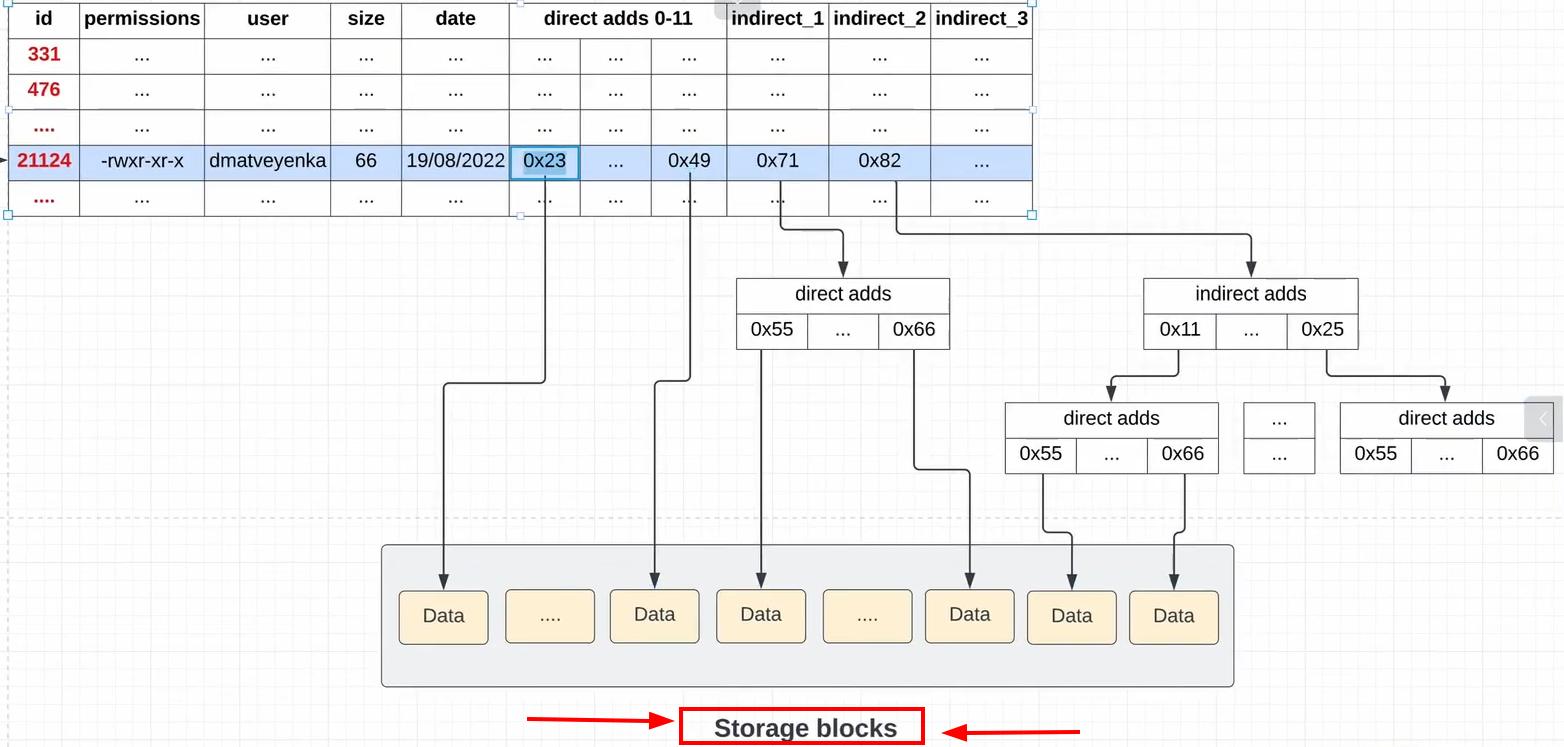 id permissions user size date direct adds 0-11 indirect_1 indirect_2 indirect_3
331 ... ... ... ... ... ... ... ... ... ...
476 ... ... ... ... ... ... ... ... ... ...
.... ... ... ... ... ... ... ... ... ... ...
21124 -rwxr-xr-x dmatveyenka 66 19/08/2022 0x23 ... 0x49 0x71 0x82 ...
.... ... ... ... ... ... ... ... ... ... ...
direct adds indirect adds
0x55 ... 0x66 0x11 ... 0x25
direct adds ... direct adds
0x55 ... 0x66 ... 0x55 ... 0x66
Data .... Data Data .... Data Data Data
Storage blocks